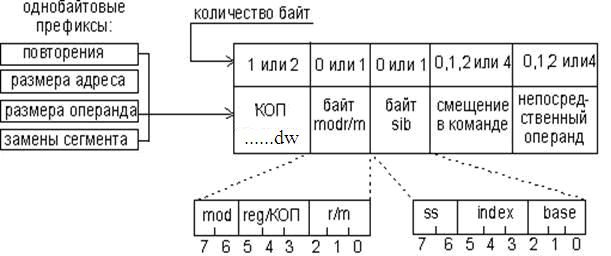 однобайтовые
префиксы:
количество байт
повторения
размера адреса
размера операнда
замены сегмента
1 или 2 0 или 1 0 или 1 0,1,2 или 4 0,1,2 или4
КОП байт modr/m байт sib смещение в команде непосред- ственный операнд
......dw
mod reg/КОП r/m
7 6 5 4 3 2 1 0
ss index base
7 6 5 4 3 2 1 0